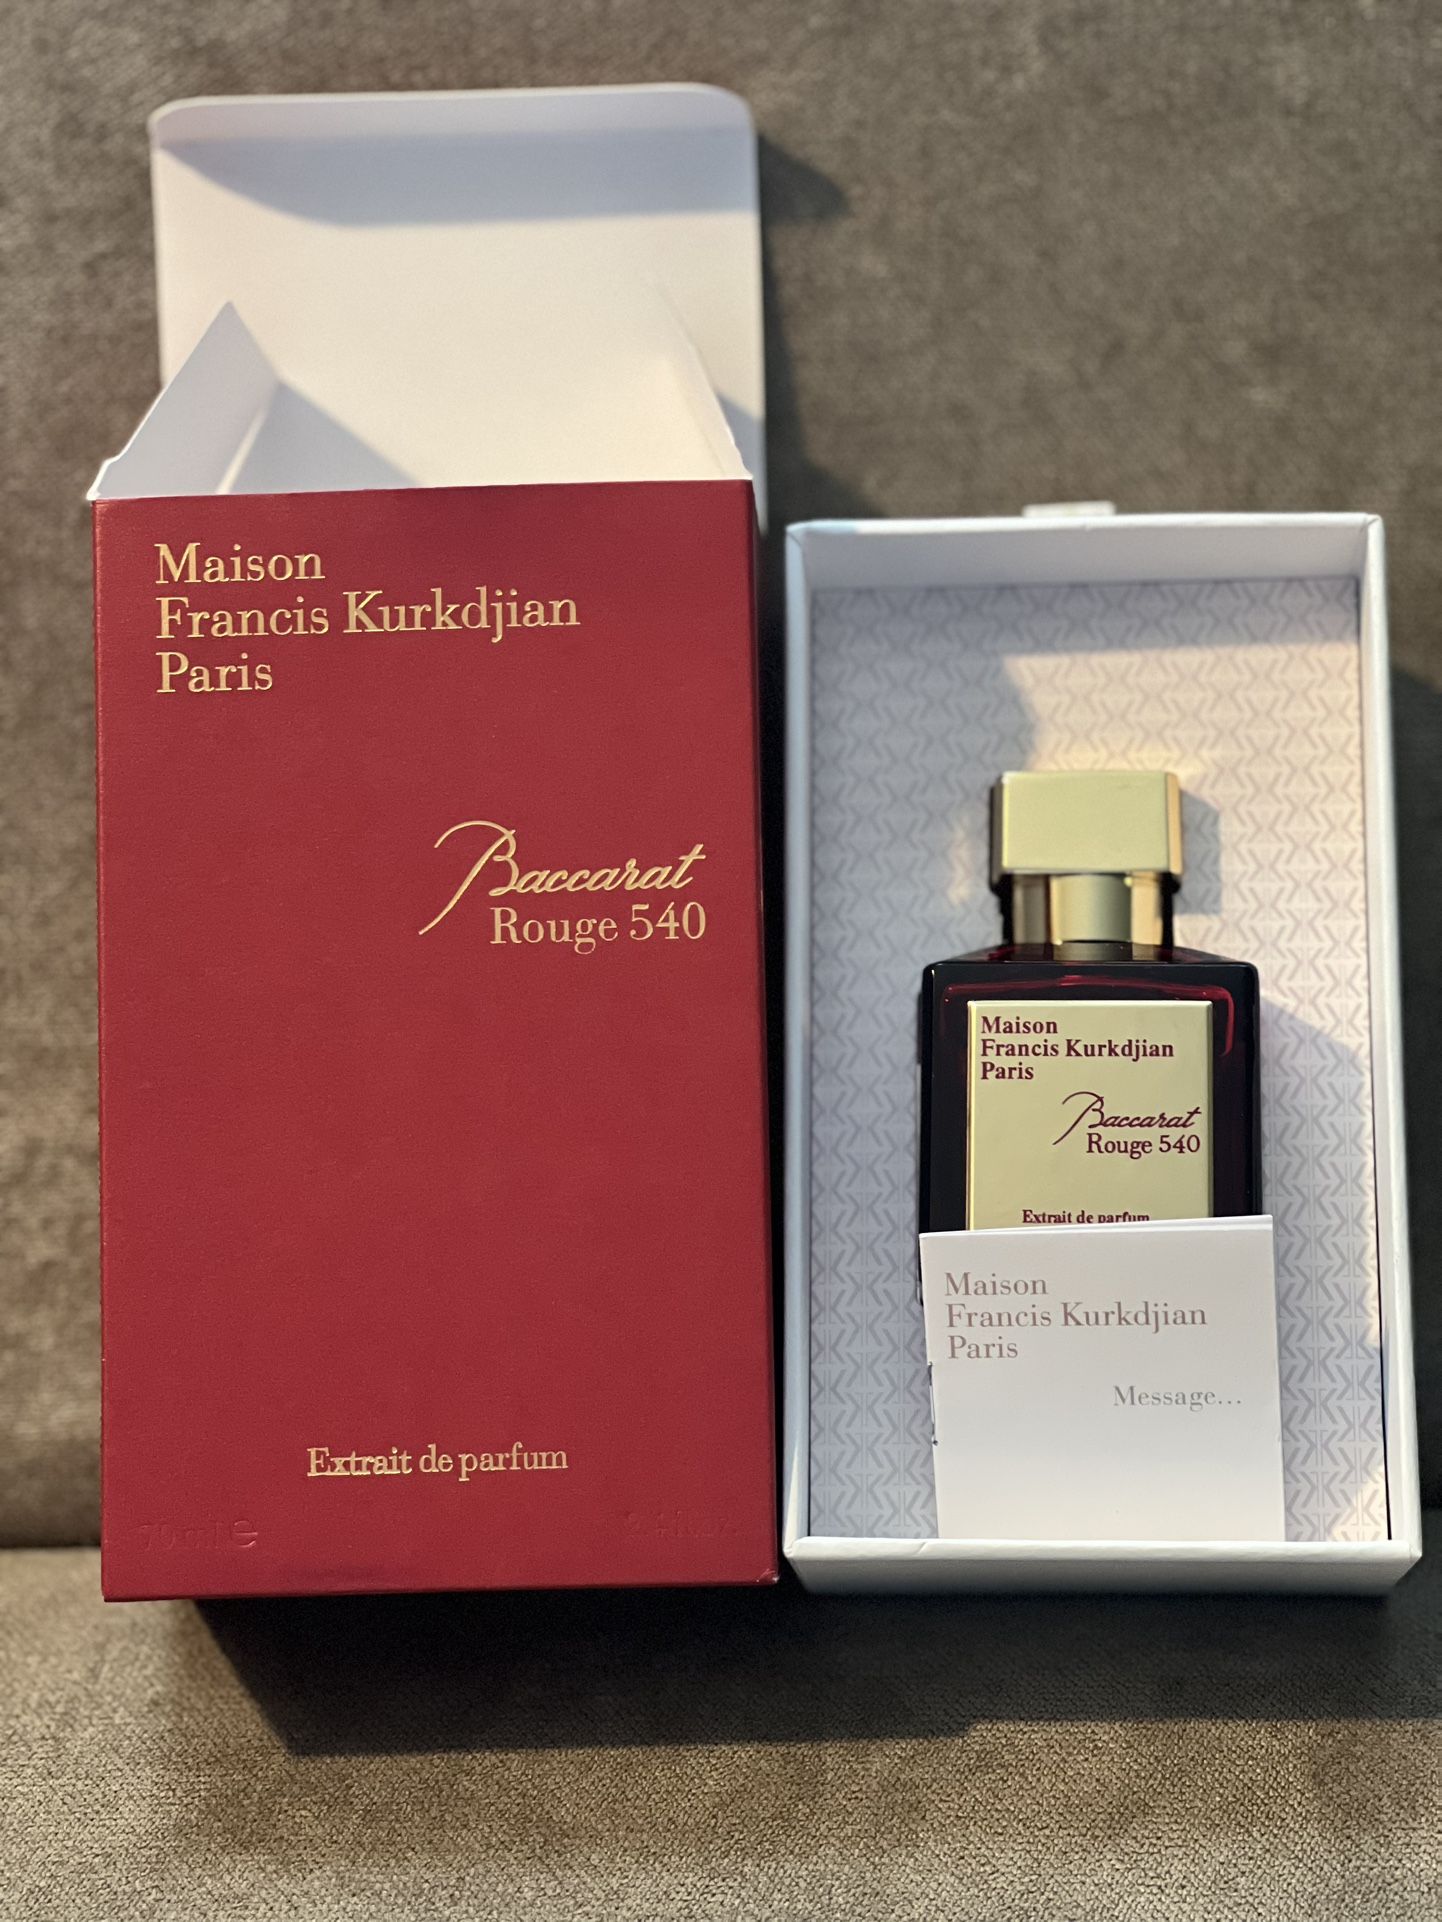 Maison
Francis Kurkdjian
Paris
Baccarat
Rouge 540
Extrait de parfum
70ml e
Maison
Francis Kurkdjian
Paris
Baccarat
Rouge 540
Extrait de parfum
Maison
Francis Kurkdjian
Paris
Message...